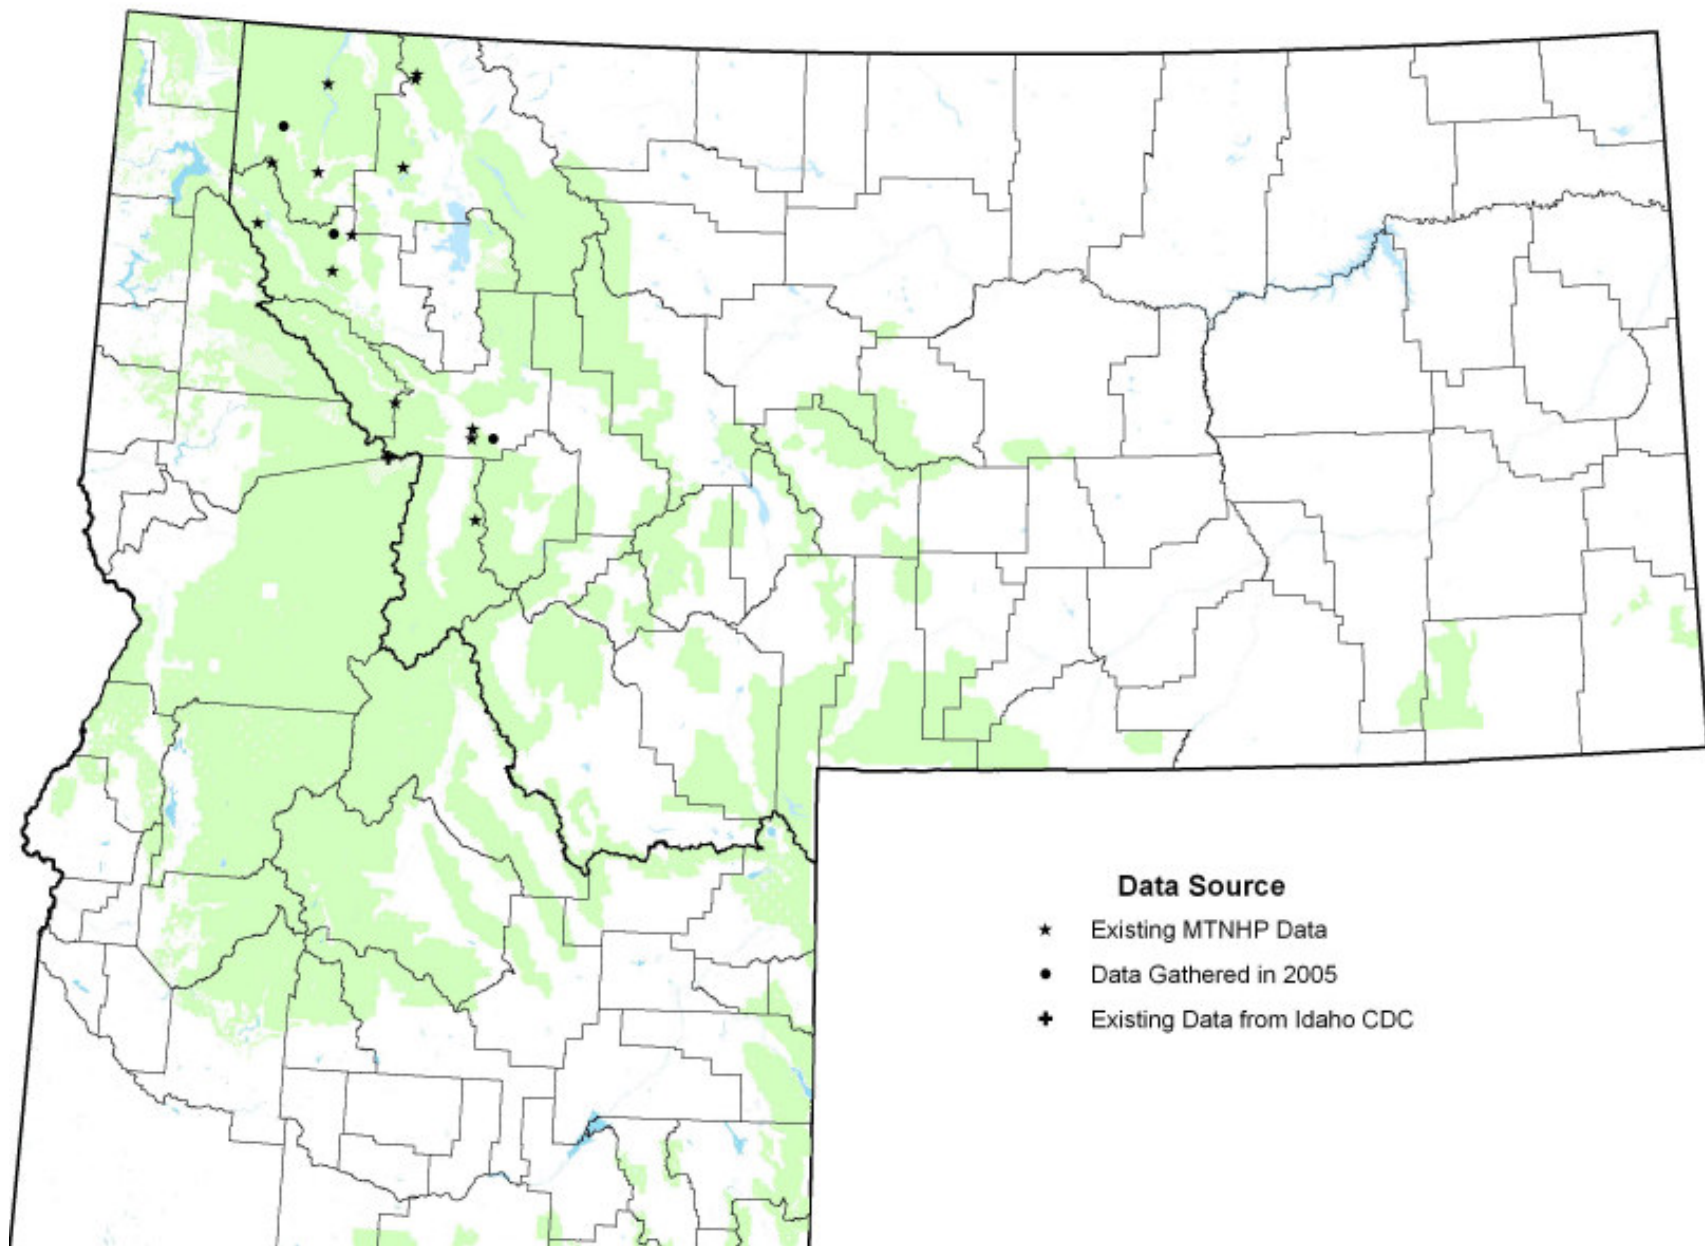 Data Source
Existing MTNHP Data
Data Gathered in 2005
Existing Data from Idaho CDC